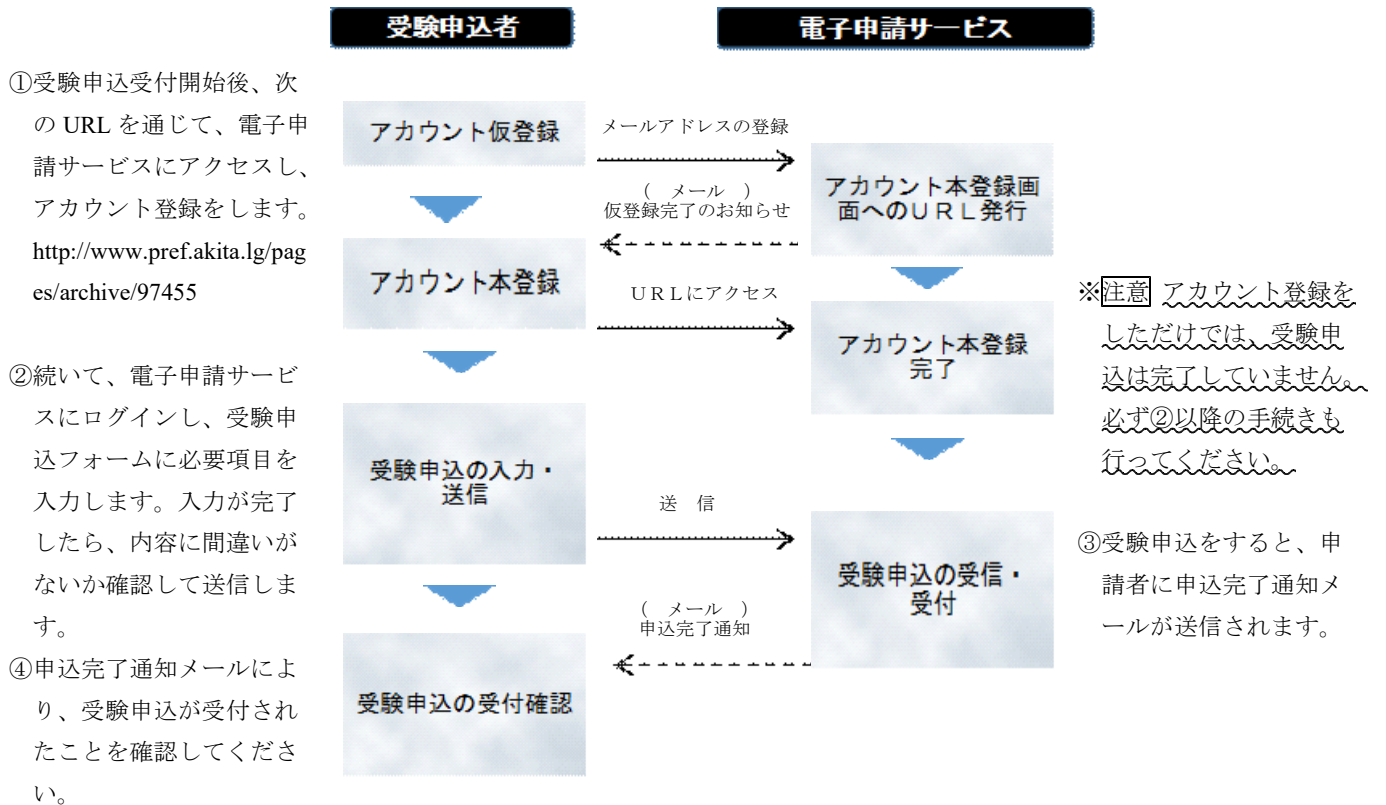 受験申込者
電子申請サービス
①受験申込受付開始後、次
の URL を通じて、電子申
請サービスにアクセスし、
アカウント登録をします。
http://www.pref.akita.lg/pag
es/archive/97455
②続いて、電子申請サービ
スにログインし、受験申
込フォームに必要項目を
入力します。入力が完了
したら、内容に間違いが
ないか確認して送信しま
す。
④申込完了通知メールによ
り、受験申込が受付され
たことを確認してくださ
い。
アカウント仮登録
メールアドレスの登録
アカウント本登録画
面へのＵＲＬ発行
(　メール　)
仮登録完了のお知らせ
アカウント本登録
ＵＲＬにアクセス
アカウント本登録
完了
受験申込の入力・
送信
送　信
受験申込の受信・
受付
(　メール　)
申込完了通知
受験申込の受付確認
※注意 アカウント登録を
しただけでは、受験申
込は完了していません。
必ず②以降の手続きも
行ってください。
③受験申込をすると、申
請者に申込完了通知メ
ールが送信されます。